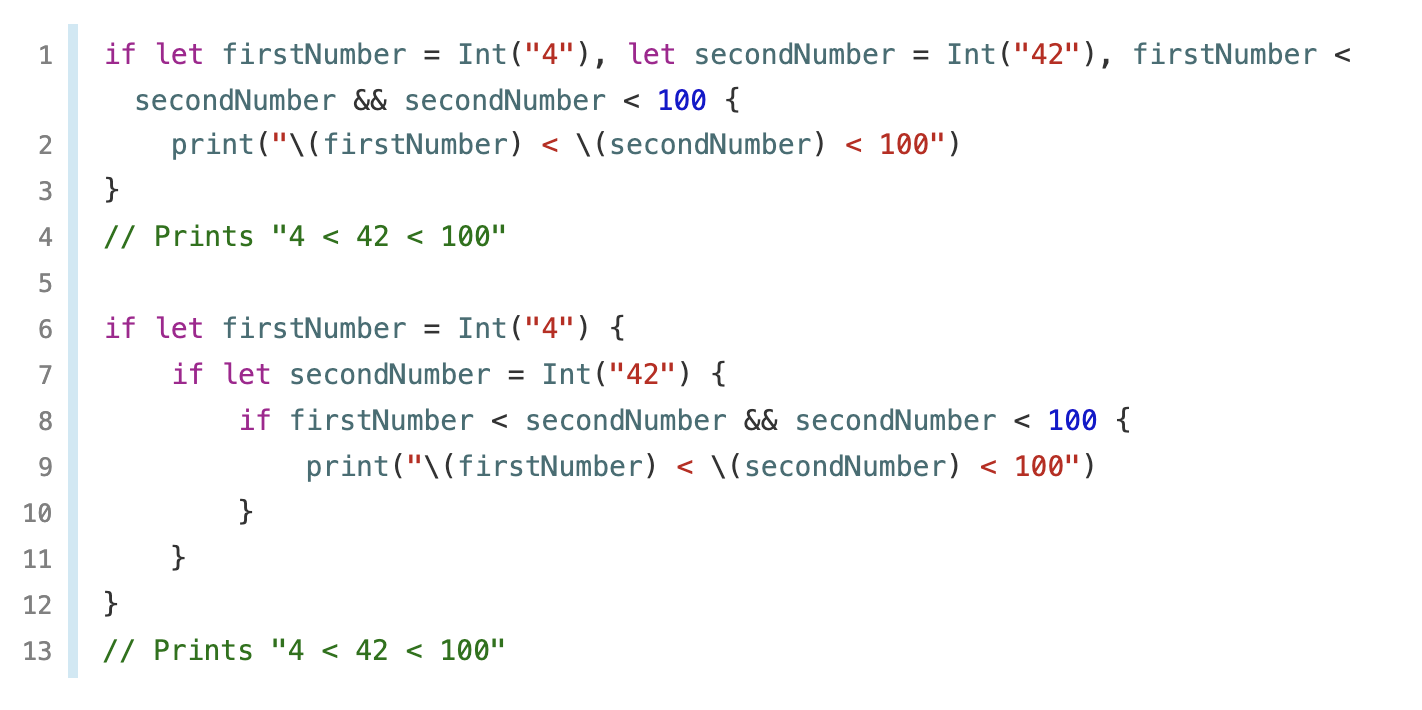 1 if let firstNumber = Int("4"), let secondNumber = Int("42"), firstNumber <
secondNumber && secondNumber < 100 {
2 print("\(firstNumber) < \(secondNumber) < 100")
3 }
4 // Prints "4 < 42 < 100"
5
6 if let firstNumber = Int("4") {
7 if let secondNumber = Int("42") {
8 if firstNumber < secondNumber && secondNumber < 100 {
9 print("\(firstNumber) < \(secondNumber) < 100")
10 }
11 }
12 }
13 // Prints "4 < 42 < 100"